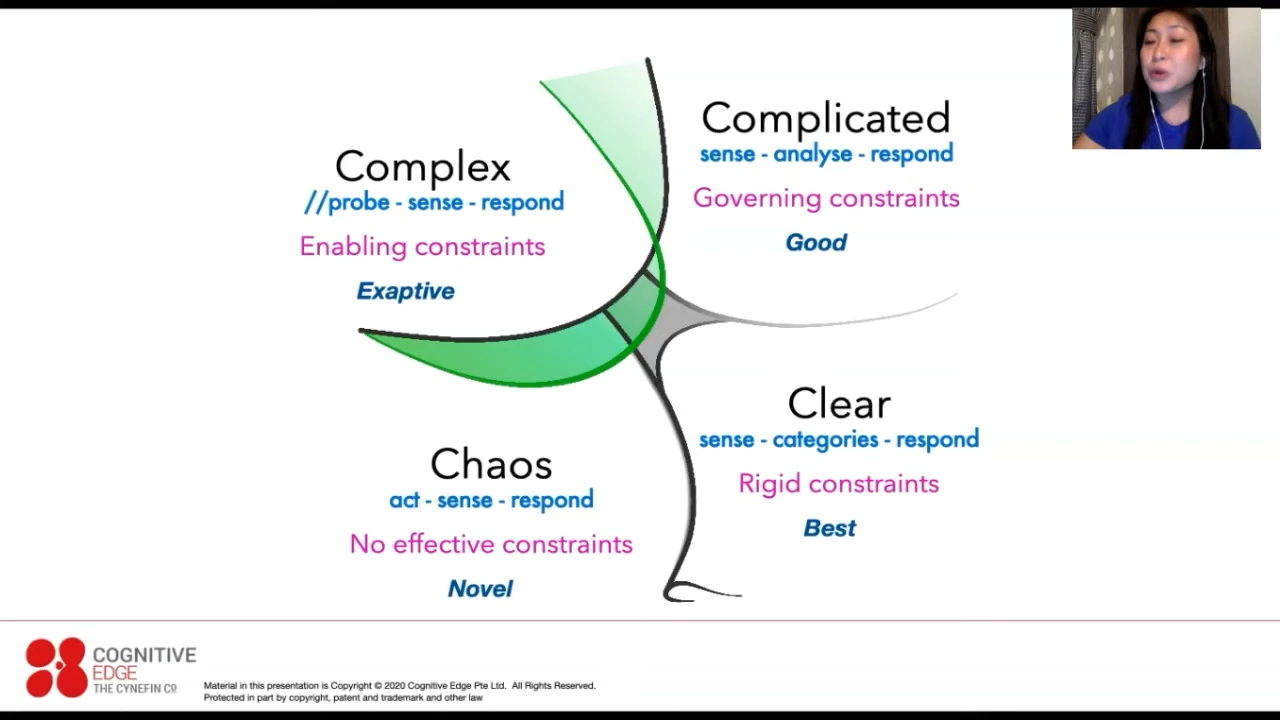 Complex
//probe - sense - respond
Enabling constraints
Exaptive
Complicated
sense - analyse - respond
Governing constraints
Good
Chaos
act - sense - respond
No effective constraints
Novel
Clear
sense - categories - respond
Rigid constraints
Best
COGNITIVE
EDGE
THE CYNEFIN CO.
Material in this presentation is Copyright © 2020 Cognitive Edge Pte Ltd. All Rights Reserved.
Protected in part by copyright, patent and trademark and other law